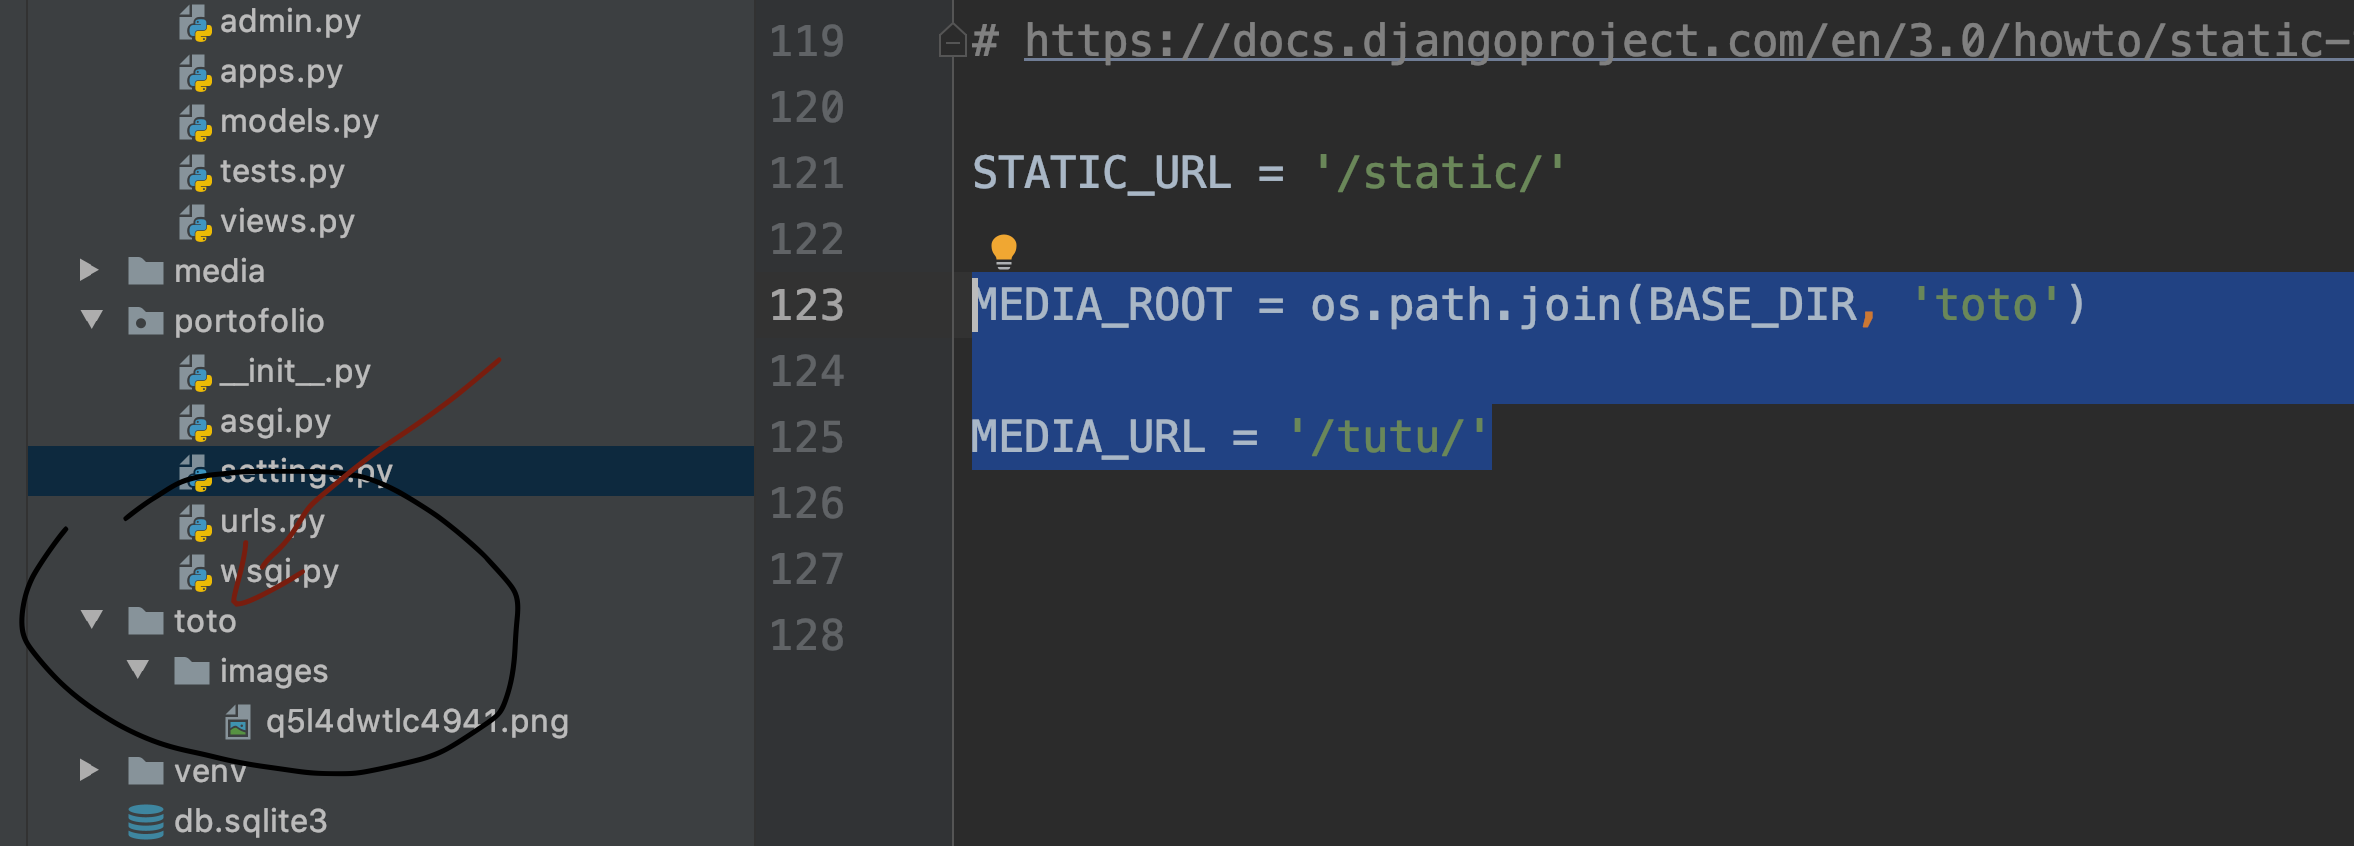 admin.py
apps.py
models.py
tests.py
views.py
media
portofolio
__init__.py
asgi.py
settings.py
urls.py
wsgi.py
toto
images
q5l4dwtlc4941.png
venv
db.sqlite3
119 # https://docs.djangoproject.com/en/3.0/howto/static-
120
121 STATIC_URL = '/static/'
122
123 MEDIA_ROOT = os.path.join(BASE_DIR, 'toto')
124
125 MEDIA_URL = '/tutu/'
126
127
128